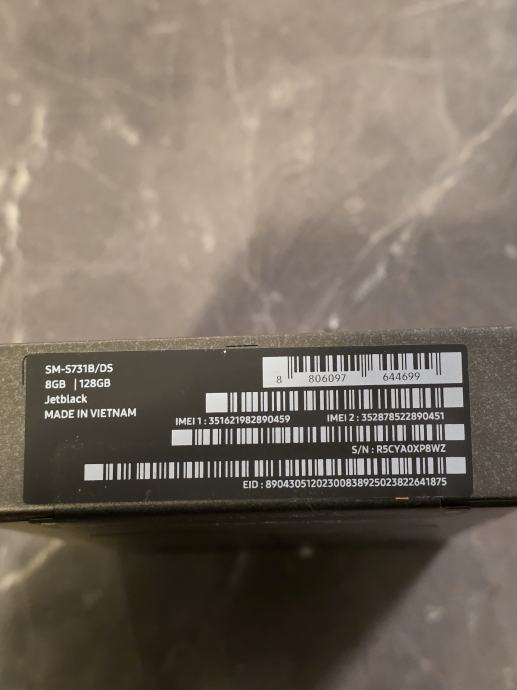 SM-S731B/DS
8GB | 128GB
Jetblack
MADE IN VIETNAM
8 806097 644699
IMEI 1 : 351621982890459 IMEI 2 : 352878522890451
S/N : R5CYA0XP8WZ
EID : 89043051202300838925023822641875